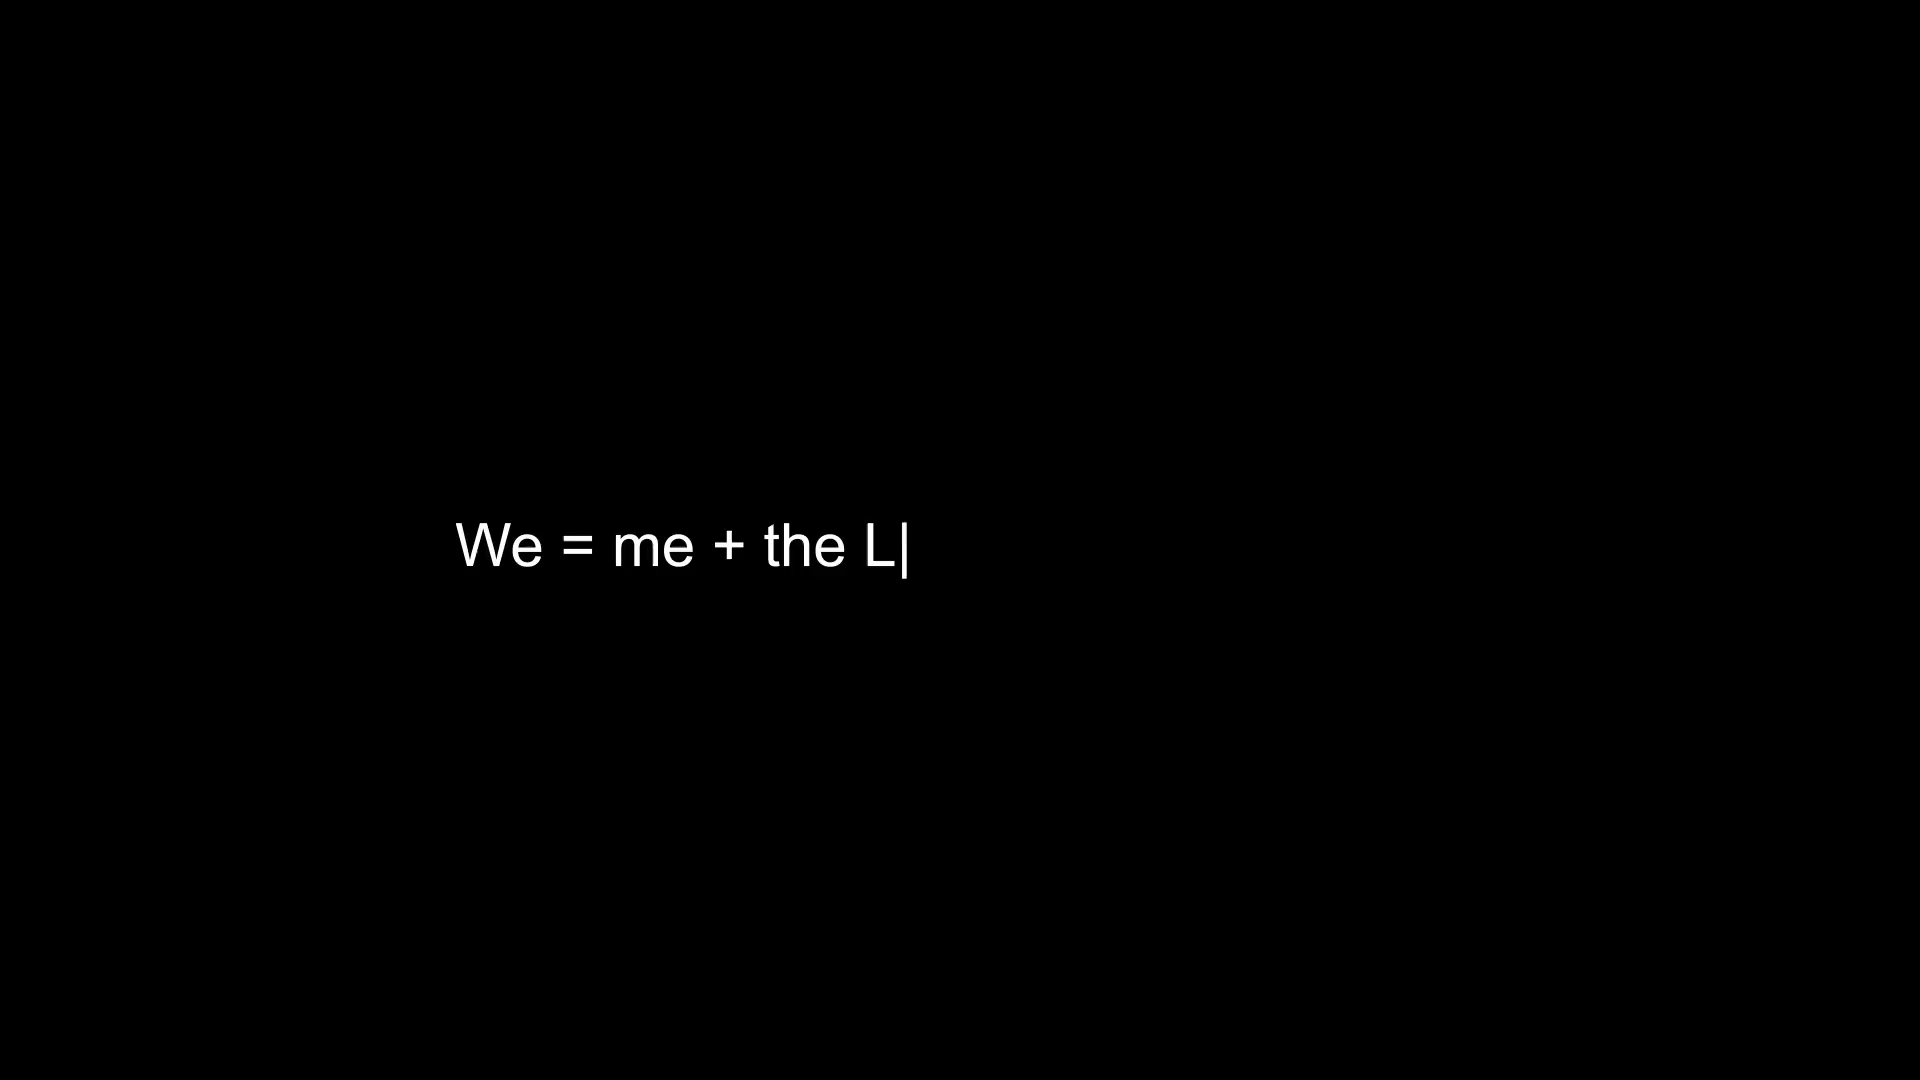 We = me + the L|